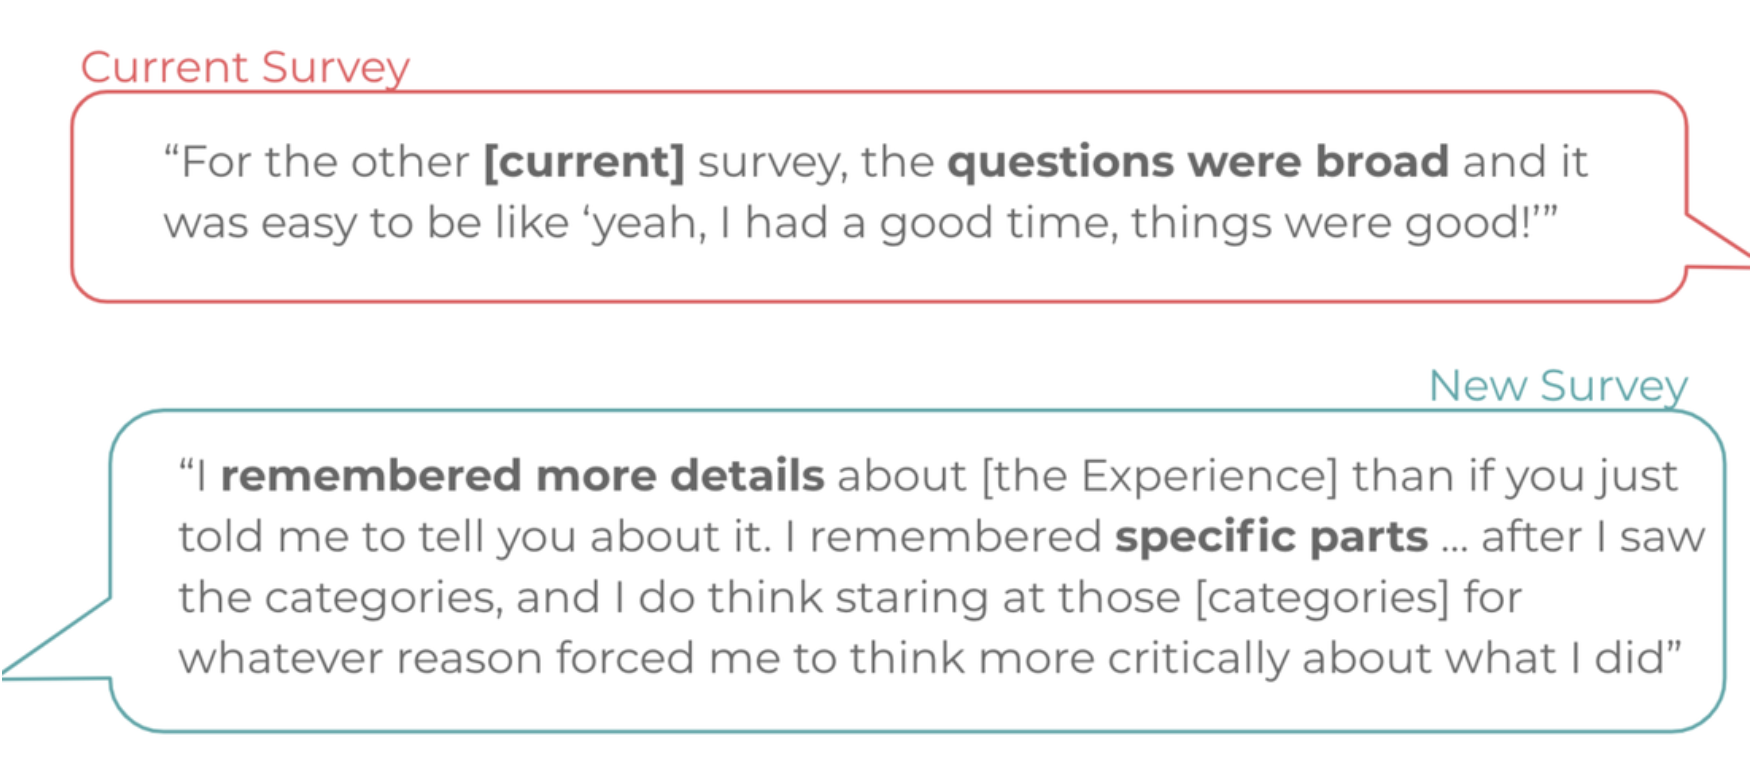 Current Survey
“For the other [current] survey, the questions were broad and it
was easy to be like ‘yeah, I had a good time, things were good!’”
New Survey
“I remembered more details about [the Experience] than if you just
told me to tell you about it. I remembered specific parts ... after I saw
the categories, and I do think staring at those [categories] for
whatever reason forced me to think more critically about what I did”